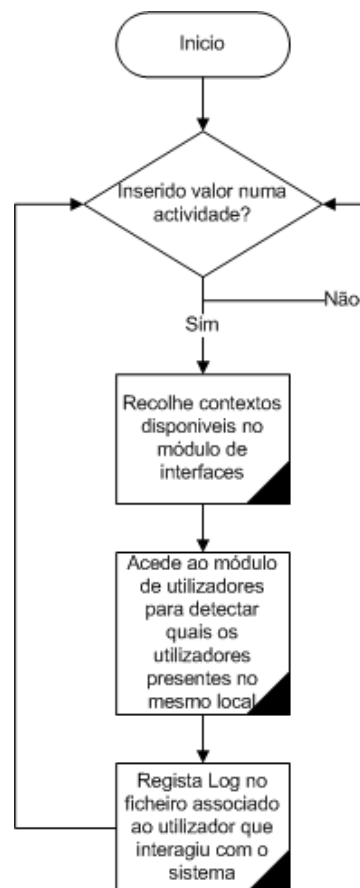 Inicio
Inserido valor numa
actividade?
Não
Sim
Recolhe contextos
disponiveis no
módulo de
interfaces
Acede ao módulo
de utilizadores
para detectar
quais os
utilizadores
presentes no
mesmo local
Regista Log no
ficheiro associado
ao utilizador que
interagiu com o
sistema